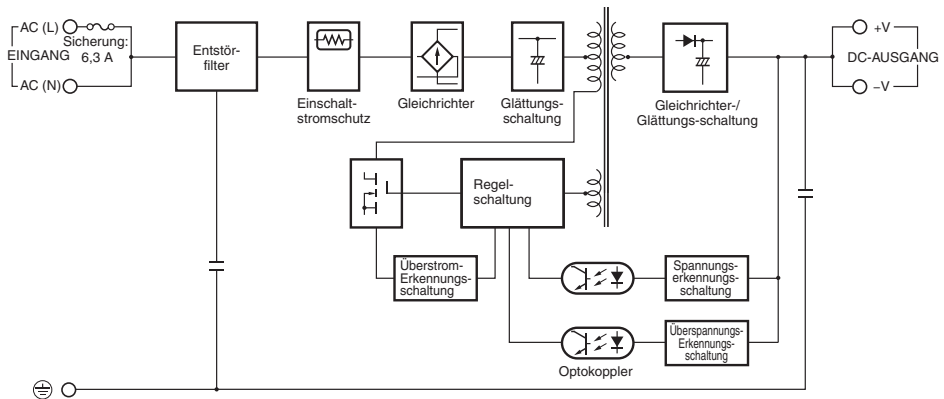 AC (L)
EINGANG
AC (N)
Sicherung:
6,3 A
Entstör-
filter
Einschalt-
stromschutz
Gleichrichter
Glättungs-
schaltung
Gleichrichter-/
Glättungs-schaltung
+V
DC-AUSGANG
–V
Regel-
schaltung
Überstrom-
Erkennungs-
schaltung
Spannungs-
erkennungs-
schaltung
Überspannungs-
Erkennungs-
schaltung
Optokoppler